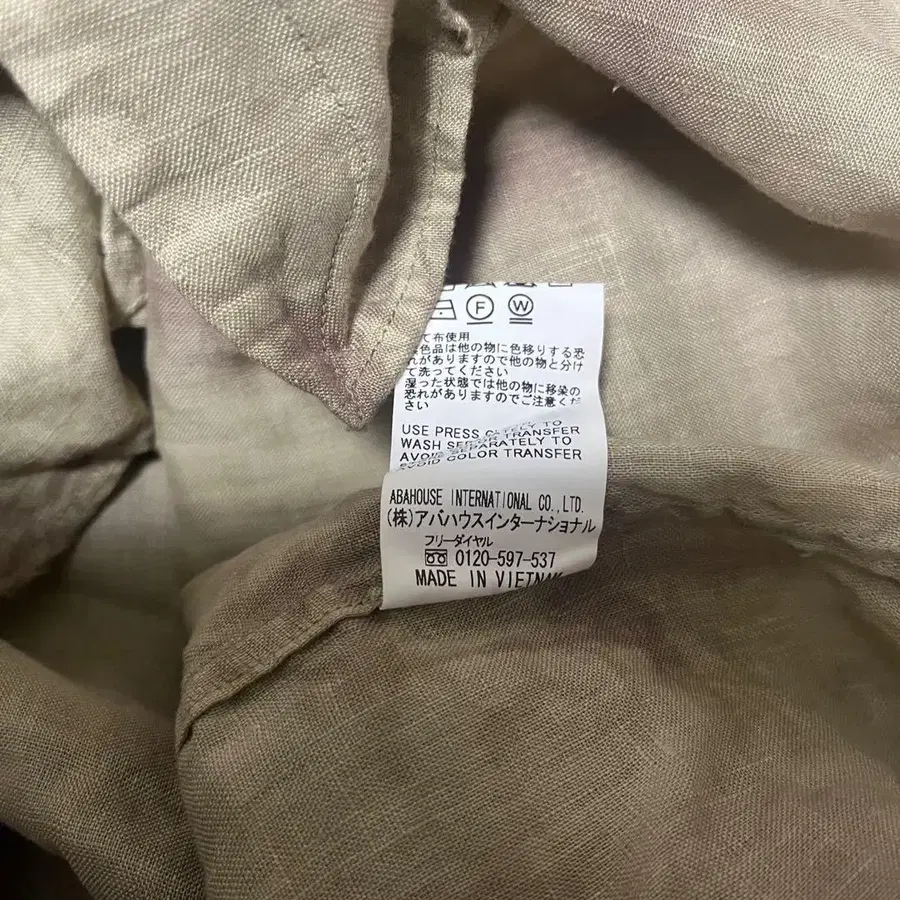 F W
て布使用
色品は他の物に色移りする恐
れがありますので他の物と分け
て洗ってください
湿った状態では他の物に移染の
恐れがありますのでご注意くだ
さい
USE PRESS TO
WASH SEPARATELY TO TRANSFER
AVOID
AVOID COLOR TRANSFER
ABAHOUSE INTERNATIONAL CO.,LTD.
(株)アバハウスインターナショナル
フリーダイヤル
0120-597-537
MADE IN VIETNAM